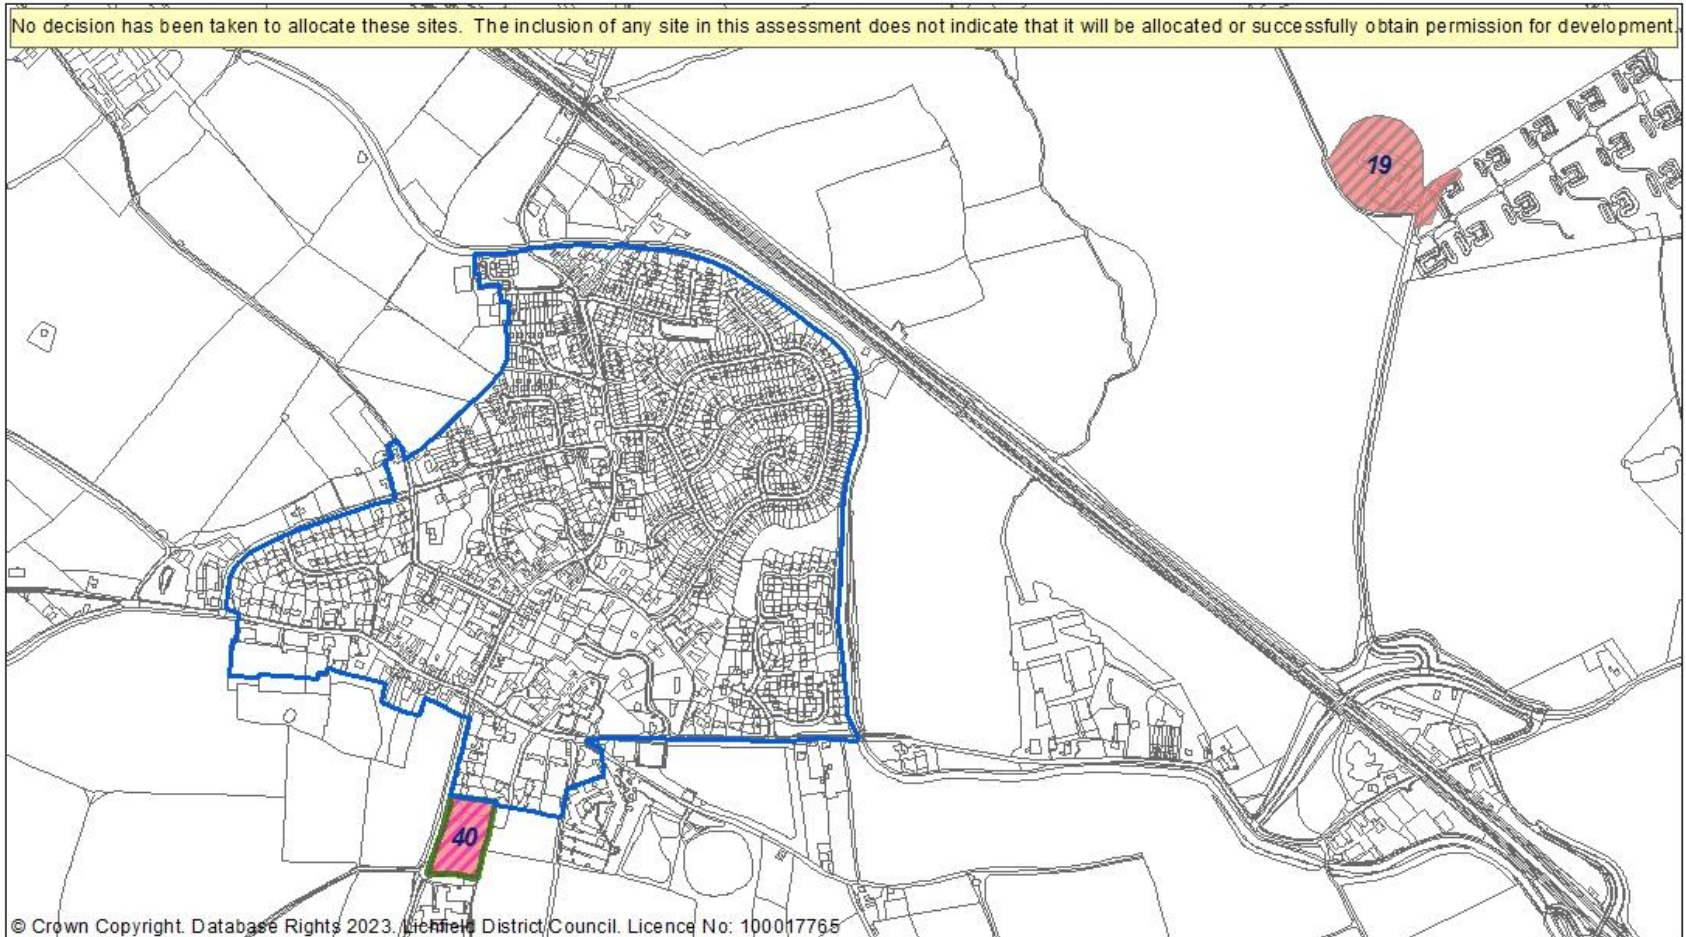 No decision has been taken to allocate these sites. The inclusion of any site in this assessment does not indicate that it will be allocated or successfully obtain permission for development.
19
40
© Crown Copyright. Database Rights 2023. Lichfield District Council. Licence No: 100017765